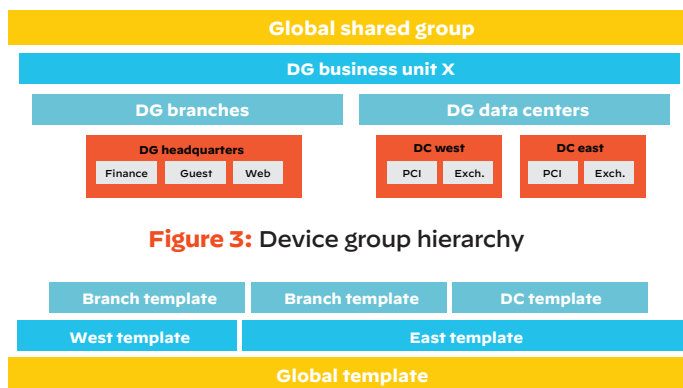 Global shared group
DG business unit X
DG branches
DG data centers
DG headquarters
Finance
Guest
Web
DC west
PCI
Exch.
DC east
PCI
Exch.
Figure 3: Device group hierarchy
Branch template
Branch template
DC template
West template
East template
Global template